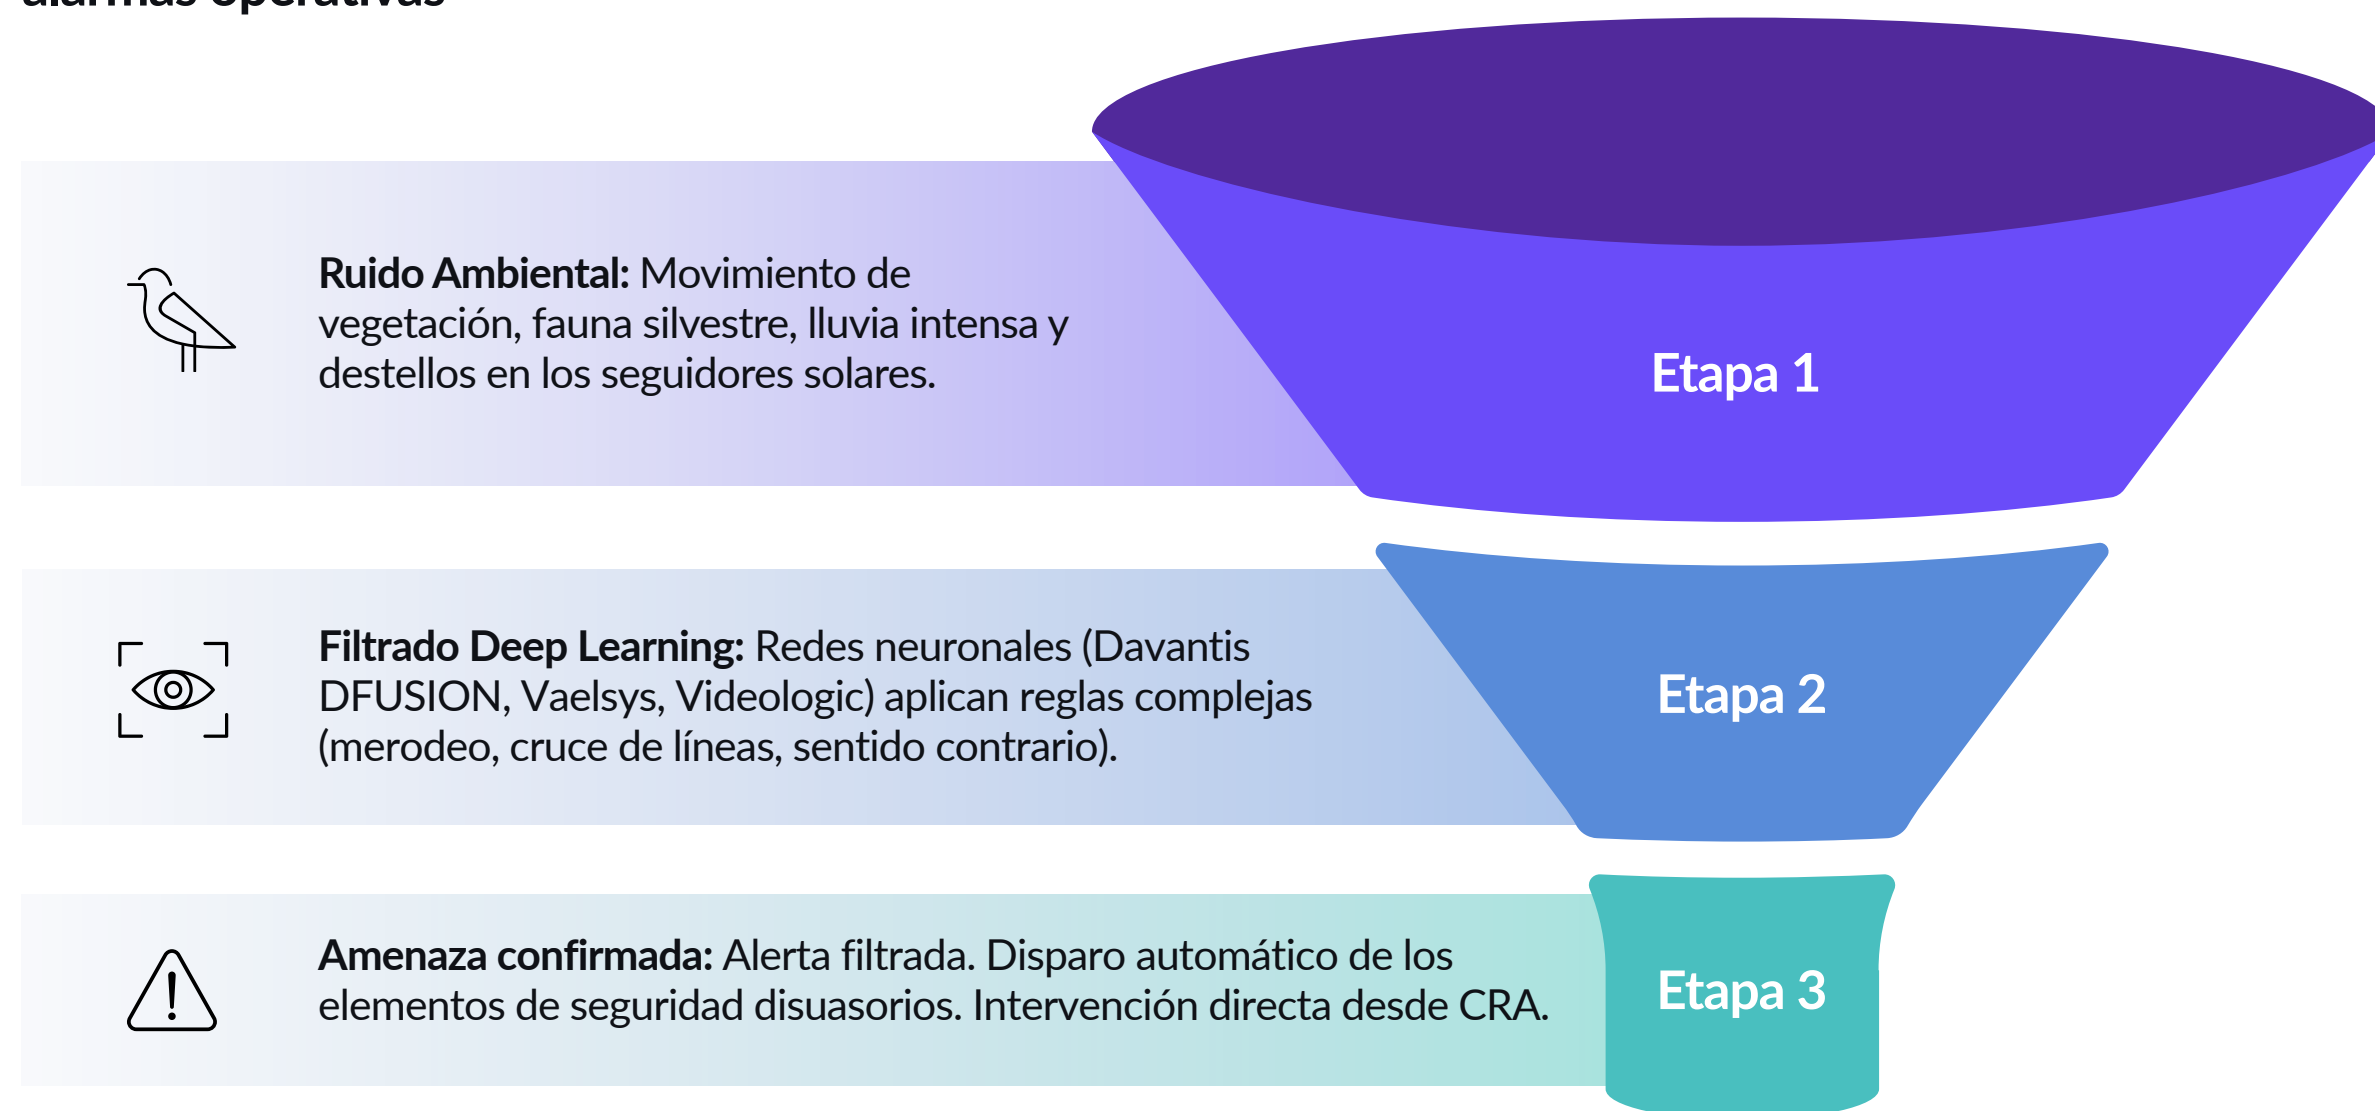 alarmas operativas
Ruido Ambiental: Movimiento de
vegetación, fauna silvestre, lluvia intensa y
destellos en los seguidores solares.
Etapa 1
Filtrado Deep Learning: Redes neuronales (Davantis
DFUSION, Vaelsys, Videologic) aplican reglas complejas
(merodeo, cruce de líneas, sentido contrario).
Etapa 2
Amenaza confirmada: Alerta filtrada. Disparo automático de los
elementos de seguridad disuasorios. Intervención directa desde CRA.
Etapa 3